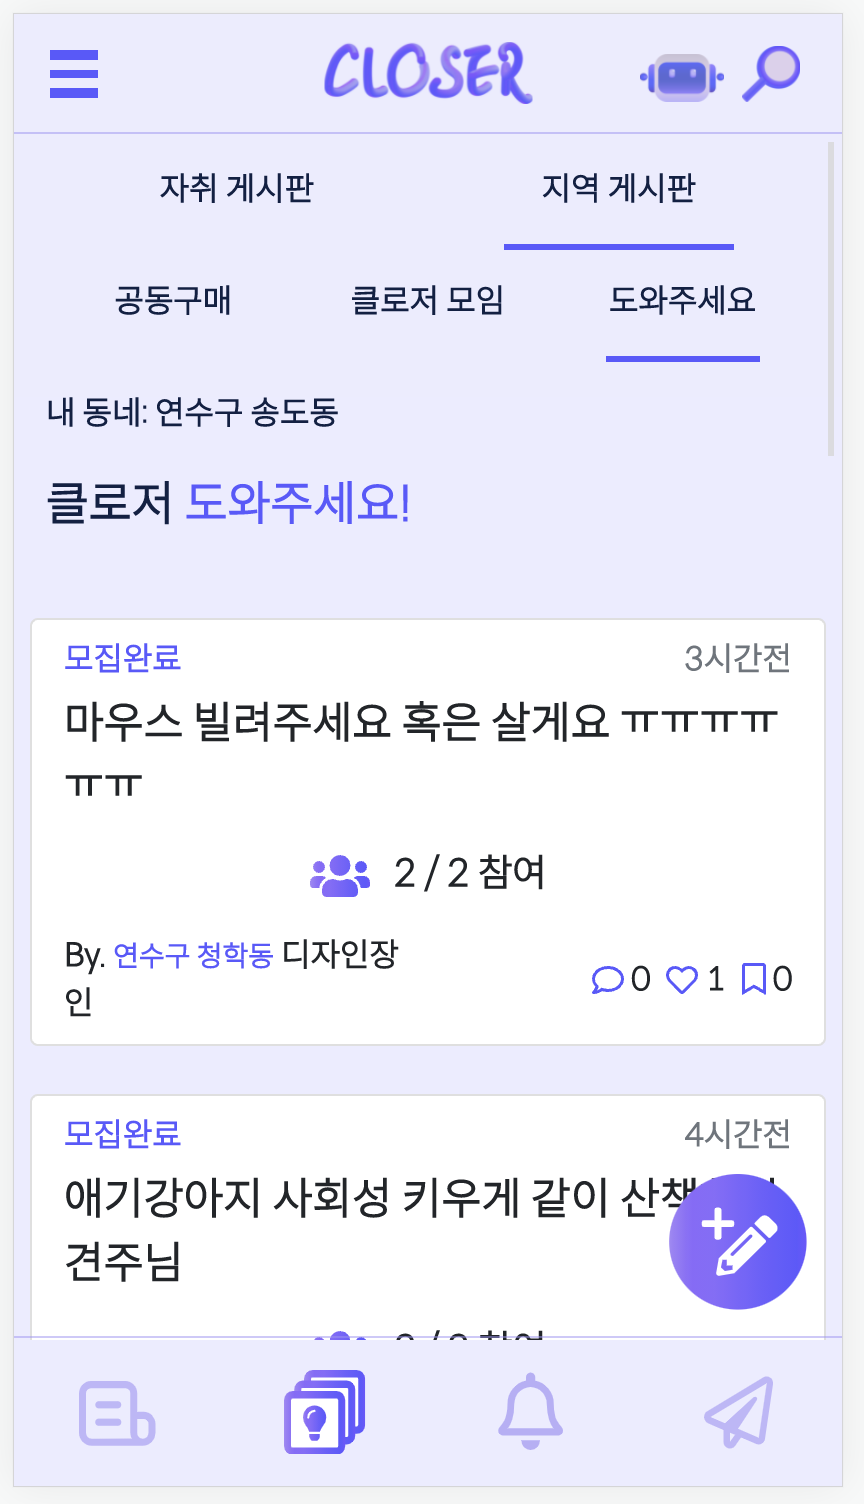 CLOSER
자취 게시판 지역 게시판
공동구매 클로저 모임 도와주세요
내 동네: 연수구 송도동
클로저 도와주세요!
모집완료 3시간전
마우스 빌려주세요 혹은 살게요 ㅠㅠㅠㅠ
ㅠㅠ
2 / 2 참여
By. 연수구 청학동 디자인장
인
0 1 0
모집완료 4시간전
애기강아지 사회성 키우게 같이 산책
견주님